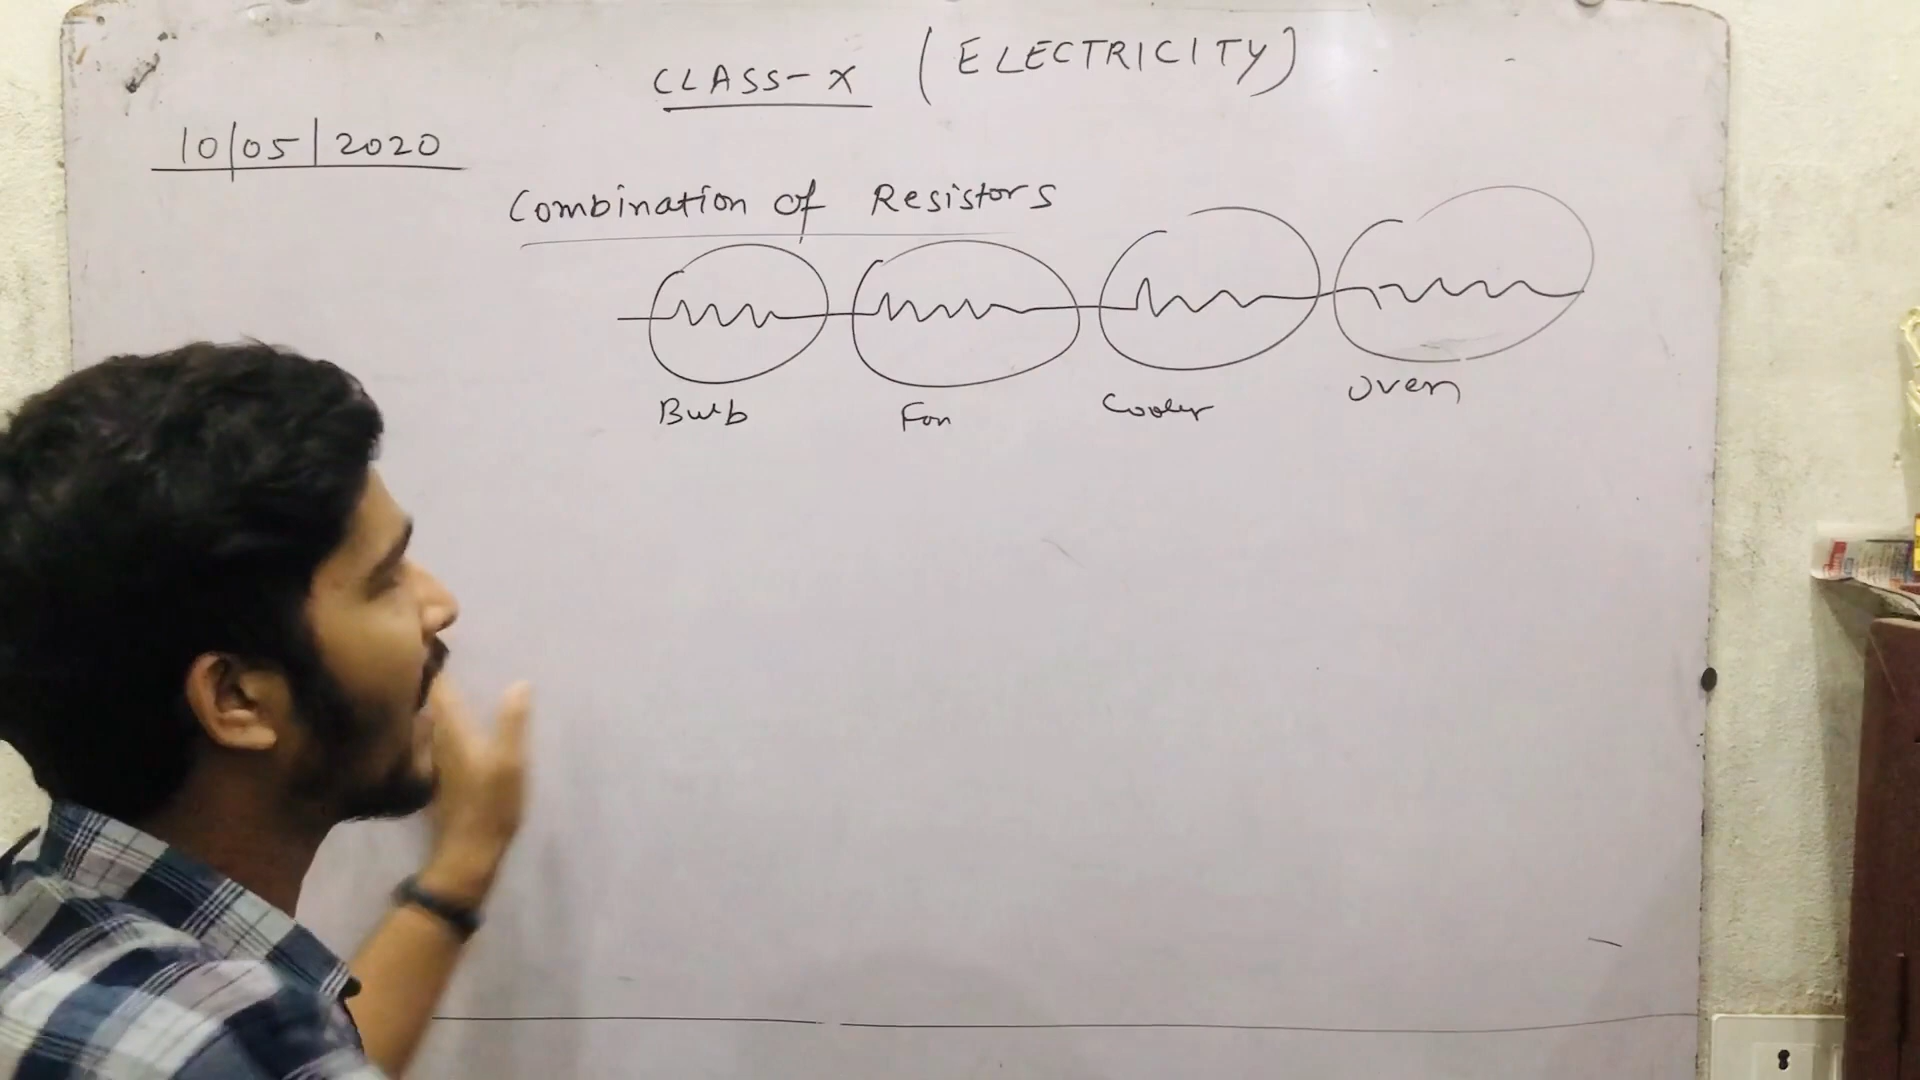 CLASS-X (ELECTRICITY)
10/05/2020
Combination of Resistors
Bulb Fan Cooler Oven